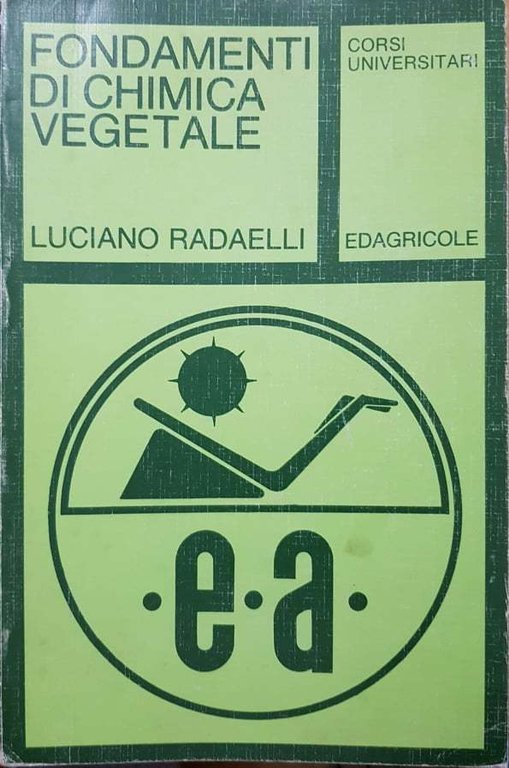 FONDAMENTI
DI CHIMICA
VEGETALE
LUCIANO RADAELLI
CORSI
UNIVERSITARI
EDAGRICOLE
·e·a·